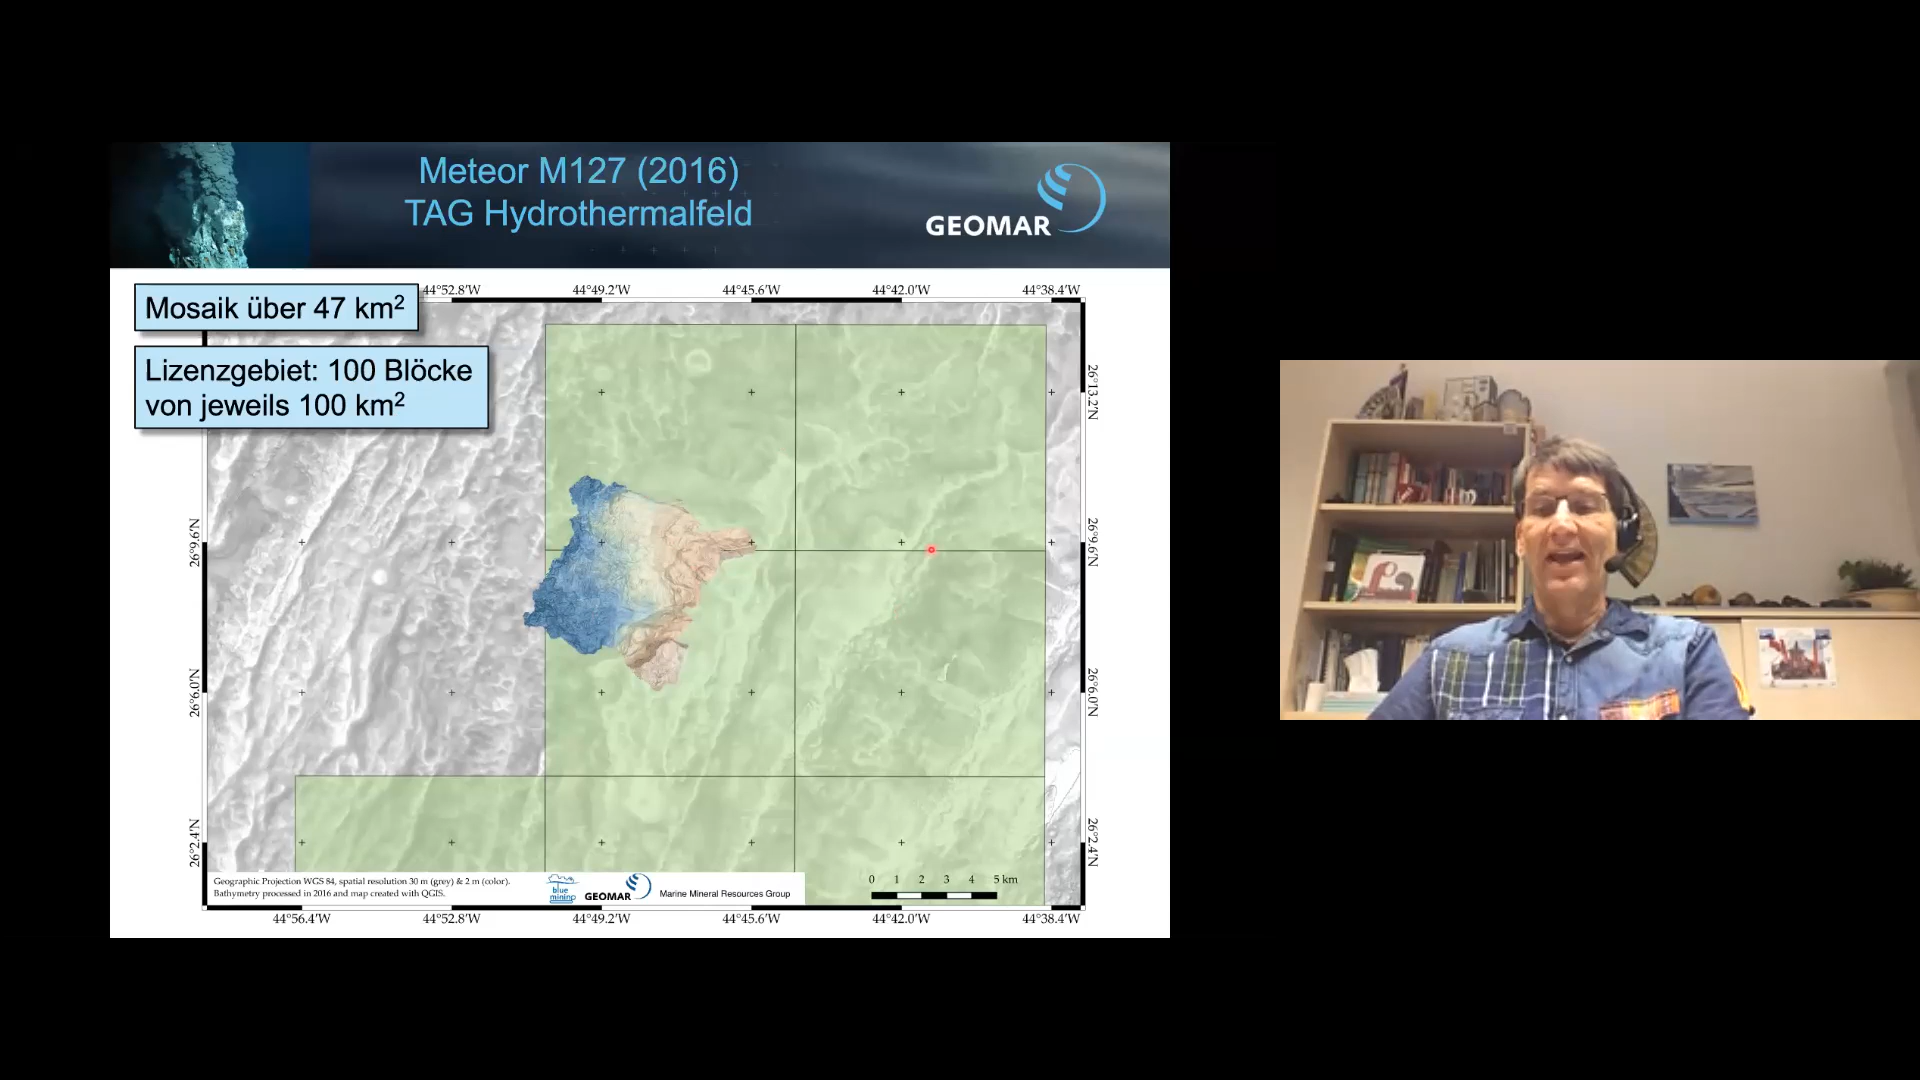 Meteor M127 (2016)
TAG Hydrothermalfeld
GEOMAR
Mosaik über 47 km²
Lizenzgebiet: 100 Blöcke
von jeweils 100 km²
44°52.8'W 44°49.2'W 44°45.6'W 44°42.0'W 44°38.4'W
26°13.2'N
26°9.6'N 26°9.6'N
26°6.0'N 26°6.0'N
26°2.4'N 26°2.4'N
Geographic Projection WGS 84, spatial resolution 30 m (grey) & 2 m (color).
Bathymetry processed in 2016 and map created with QGIS.
blue
mining
GEOMAR
Marine Mineral Resources Group
0 1 2 3 4 5 km
44°56.4'W 44°52.8'W 44°49.2'W 44°45.6'W 44°42.0'W 44°38.4'W